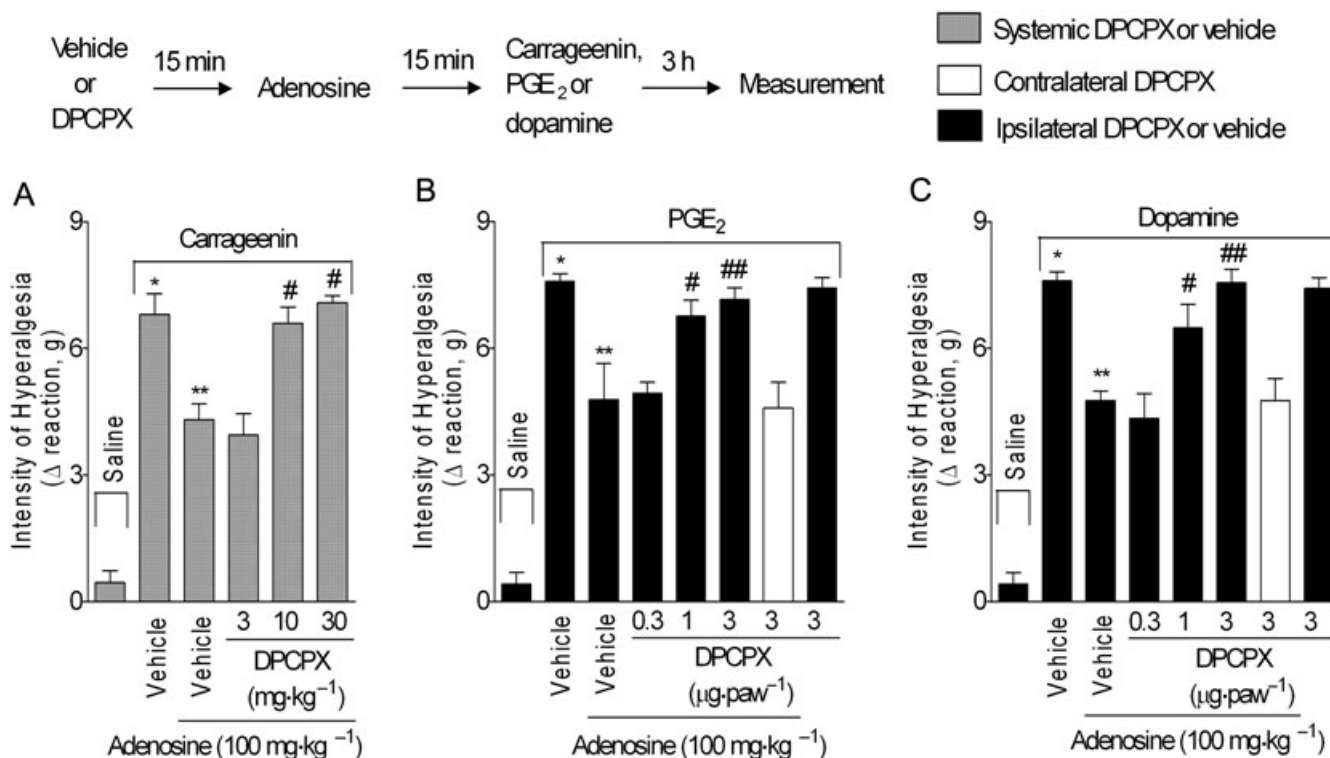 Vehicle
or
DPCPX
15 min
Adenosine
15 min
Carrageenin,
PGE2 or
dopamine
3 h
Measurement
Systemic DPCPX or vehicle
Contralateral DPCPX
Ipsilateral DPCPX or vehicle
A
Intensity of Hyperalgesia
(Δ reaction, g)
9
6
3
0
Carrageenin
Saline
*
**
#
#
Vehicle
Vehicle
3 10 30
DPCPX
(mg·kg⁻¹)
Adenosine (100 mg·kg⁻¹)
B
Intensity of Hyperalgesia
(Δ reaction, g)
9
6
3
0
PGE2
Saline
*
**
#
##
Vehicle
Vehicle
0.3 1 3 3 3
DPCPX
(μg·paw⁻¹)
Adenosine (100 mg·kg⁻¹)
C
Intensity of Hyperalgesia
(Δ reaction, g)
9
6
3
0
Dopamine
Saline
*
**
#
##
Vehicle
Vehicle
0.3 1 3 3 3
DPCPX
(μg·paw⁻¹)
Adenosine (100 mg·kg⁻¹)